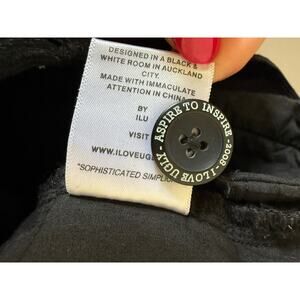 DESIGNED IN A BLACK &
WHITE ROOM IN AUCKLAND
CITY.
MADE WITH IMMACULATE
ATTENTION IN CHINA
BY
ILU
VISIT
WWW.ILOVEUG
"SOPHISTICATED SIMPLI
ASPIRE TO INSPIRE - 2008 - I LOVE UGLY -